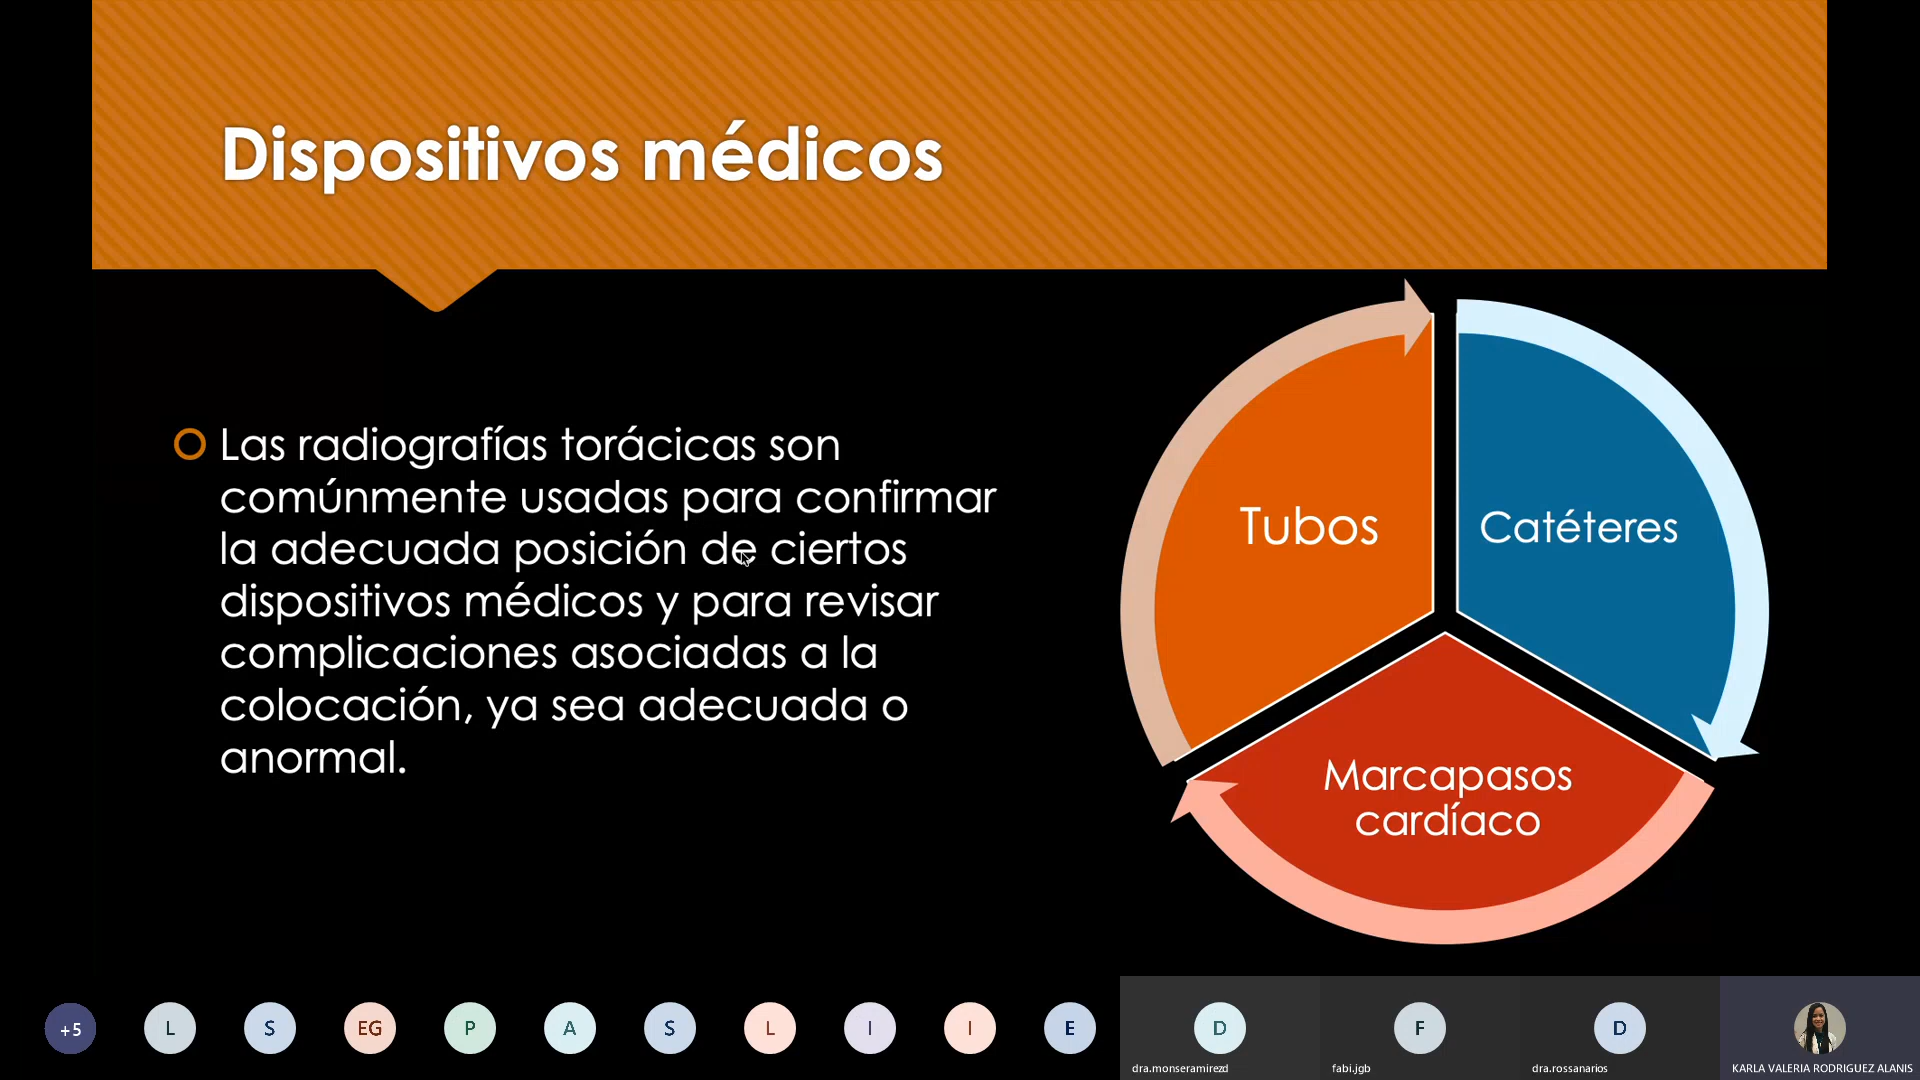 Dispositivos médicos
Las radiografías torácicas son
comúnmente usadas para confirmar
la adecuada posición de ciertos
dispositivos médicos y para revisar
complicaciones asociadas a la
colocación, ya sea adecuada o
anormal.
Tubos
Catéteres
Marcapasos
cardíaco
+5
L
S
EG
P
A
S
L
I
I
E
D
F
D
dra.monseramirezd
fabi.jgb
dra.rossanarios
KARLA VALERIA RODRIGUEZ ALANIS